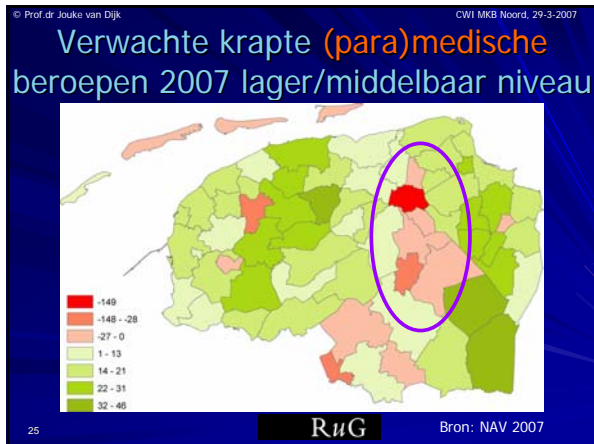 © Prof.dr Jouke van Dijk
CWI MKB Noord, 29-3-2007
Verwachte krapte (para)medische
beroepen 2007 lager/middelbaar niveau
-149
-148 - -28
-27 - 0
1 - 13
14 - 21
22 - 31
32 - 46
25
RuG
Bron: NAV 2007